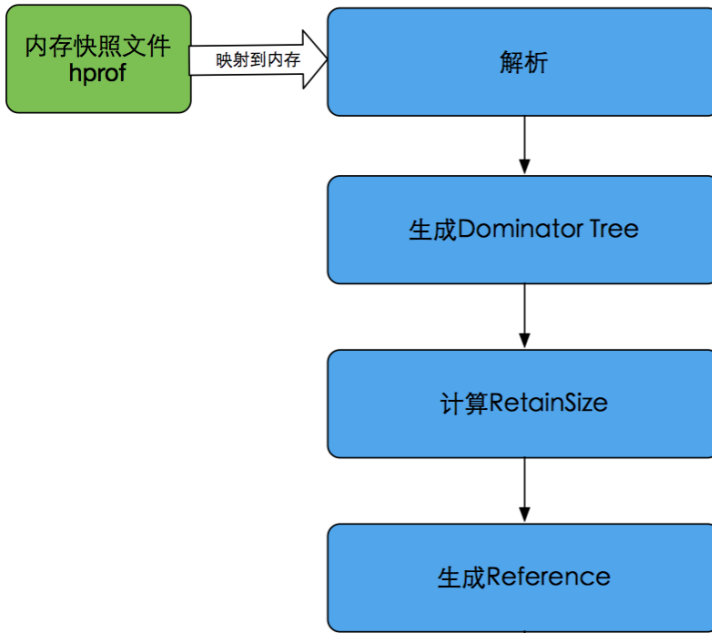 内存快照文件
hprof
映射到内存
解析
生成Dominator Tree
计算RetainSize
生成Reference